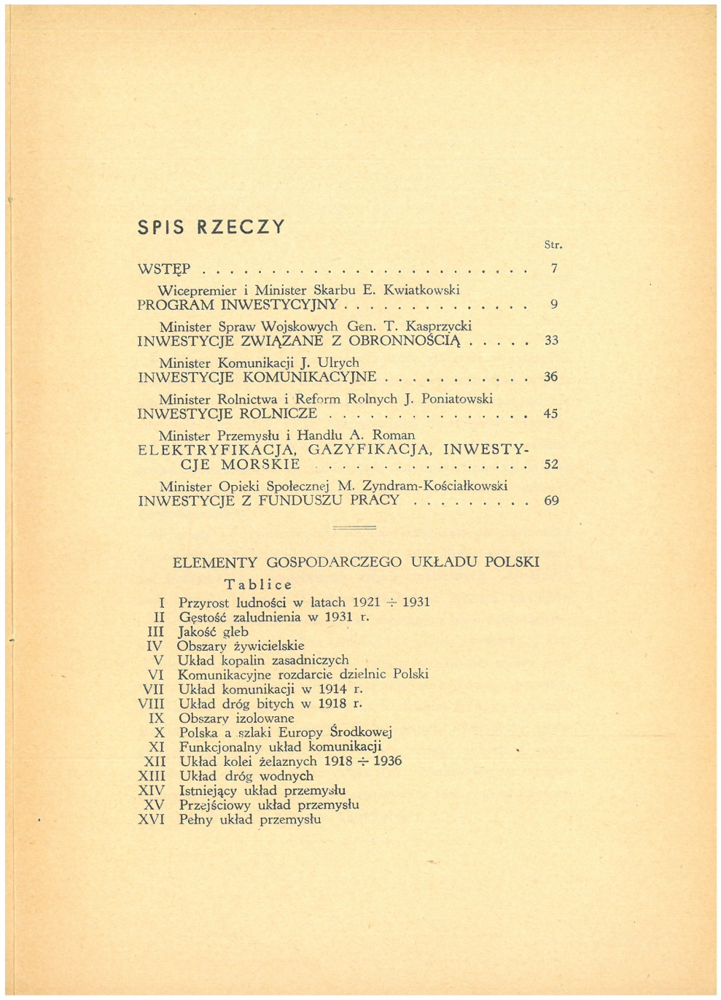 SPIS RZECZY
Str.
WSTĘP . . . . . . . . . . . . . . . . . . . . . . . . 7
Wicepremier i Minister Skarbu E. Kwiatkowski
PROGRAM INWESTYCYJNY . . . . . . . . . . . . . . 9
Minister Spraw Wojskowych Gen. T. Kasprzycki
INWESTYCJE ZWIĄZANE Z OBRONNOŚCIĄ . . . . . 33
Minister Komunikacji J. Ulrych
INWESTYCJE KOMUNIKACYJNE . . . . . . . . . . . 36
Minister Rolnictwa i Reform Rolnych J. Poniatowski
INWESTYCJE ROLNICZE . . . . . . . . . . . . . . . 45
Minister Przemysłu i Handlu A. Roman
ELEKTRYFIKACJA, GAZYFIKACJA, INWESTY-
CJE MORSKIE . . . . . . . . . . . . . . . . 52
Minister Opieki Społecznej M. Zyndram-Kościałkowski
INWESTYCJE Z FUNDUSZU PRACY . . . . . . . . . 69
ELEMENTY GOSPODARCZEGO UKŁADU POLSKI
Tablice
I Przyrost ludności w latach 1921 ÷ 1931
II Gęstość zaludnienia w 1931 r.
III Jakość gleb
IV Obszary żywicielskie
V Układ kopalin zasadniczych
VI Komunikacyjne rozdarcie dzielnic Polski
VII Układ komunikacji w 1914 r.
VIII Układ dróg bitych w 1918 r.
IX Obszary izolowane
X Polska a szlaki Europy Środkowej
XI Funkcjonalny układ komunikacji
XII Układ kolei żelaznych 1918 ÷ 1936
XIII Układ dróg wodnych
XIV Istniejący układ przemysłu
XV Przejściowy układ przemysłu
XVI Pełny układ przemysłu